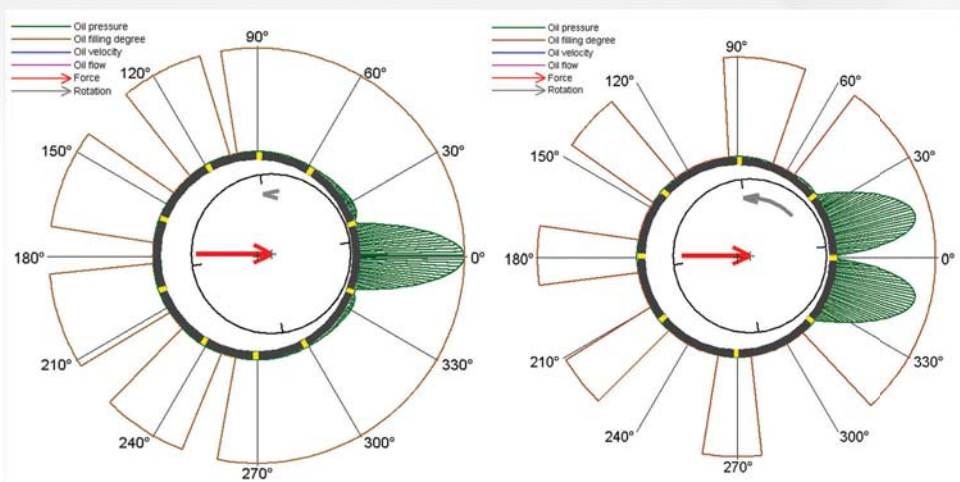 Oil pressure
Oil filling degree
Oil velocity
Oil flow
Force
Rotation
90°
120°
60°
150°
30°
180°
0°
210°
330°
240°
300°
270°
Oil pressure
Oil filling degree
Oil velocity
Oil flow
Force
Rotation
90°
120°
60°
150°
30°
180°
0°
210°
330°
240°
300°
270°